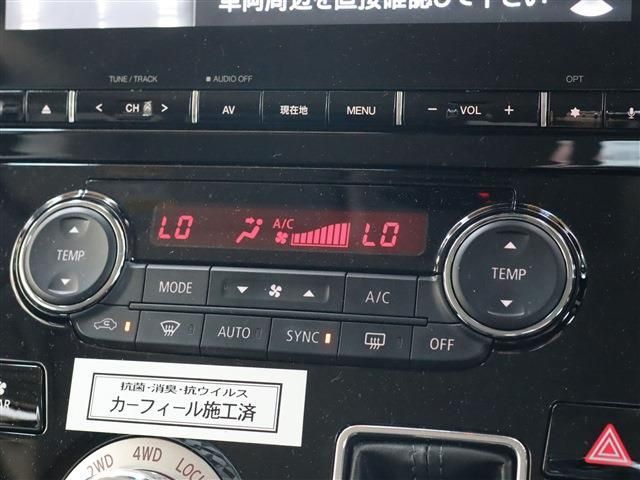 車両周辺を直接確認して下さい
TUNE / TRACK
AUDIO OFF
OPT
< CH >
AV
現在地
MENU
− VOL +
LO
A/C
LO
TEMP
TEMP
MODE
A/C
AUTO
SYNC
OFF
抗菌・消臭・抗ウイルス
カーフィール施工済
2WD
4WD
LOCK